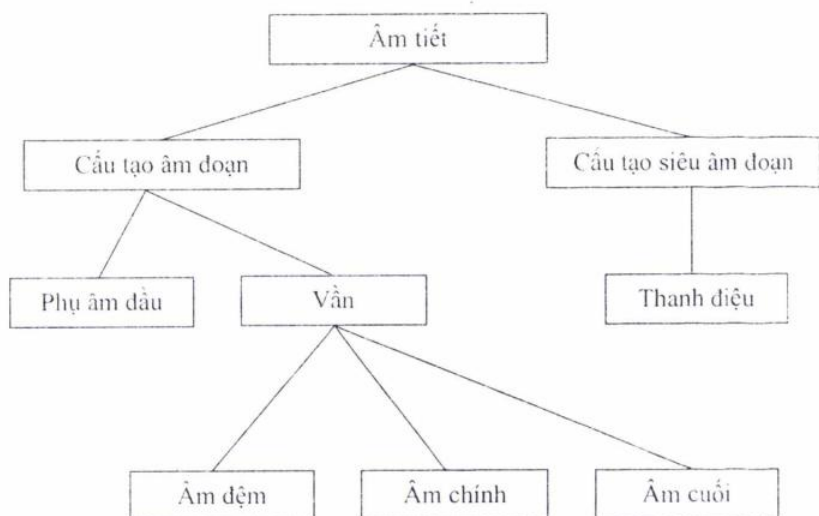 Âm tiết
Cấu tạo âm đoạn
Cấu tạo siêu âm đoạn
Phụ âm đầu
Vần
Thanh điệu
Âm đệm
Âm chính
Âm cuối